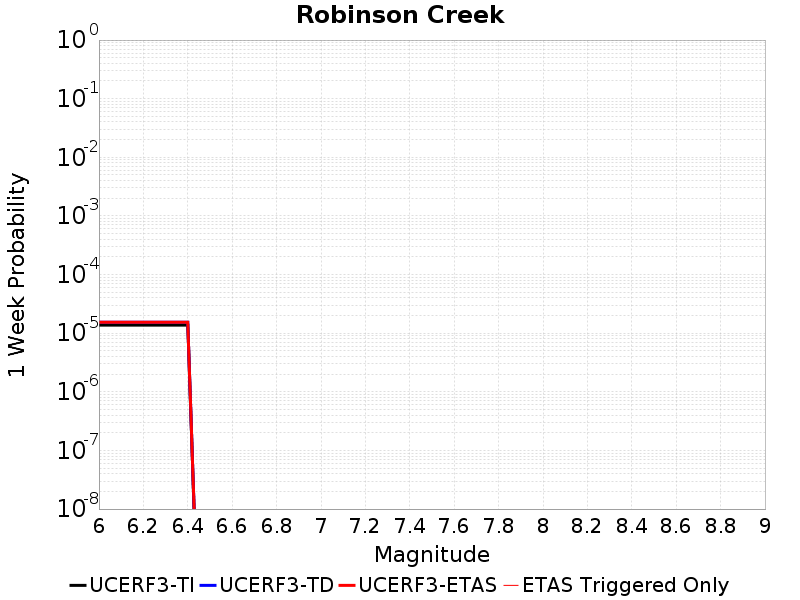 Robinson Creek
1 Week Probability
10^0
10^-1
10^-2
10^-3
10^-4
10^-5
10^-6
10^-7
10^-8
6 6.2 6.4 6.6 6.8 7 7.2 7.4 7.6 7.8 8 8.2 8.4 8.6 8.8 9
Magnitude
UCERF3-TI UCERF3-TD UCERF3-ETAS ETAS Triggered Only